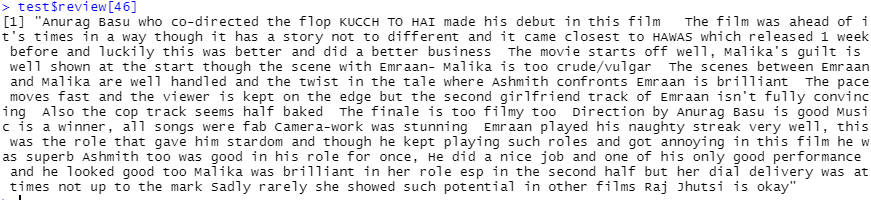 > test$review[46]
[1] "Anurag Basu who co-directed the flop KUCCH TO HAI made his debut in this film   The film was ahead of i
t's times in a way though it has a story not to different and it came closest to HAWAS which released 1 week
 before and luckily this was better and did a better business  The movie starts off well, Malika's guilt is
 well shown at the start though the scene with Emraan- Malika is too crude/vulgar  The scenes between Emraan
 and Malika are well handled and the twist in the tale where Ashmith confronts Emraan is brilliant  The pace
 moves fast and the viewer is kept on the edge but the second girlfriend track of Emraan isn't fully convinc
ing  Also the cop track seems half baked  The finale is too filmy too  Direction by Anurag Basu is good Musi
c is a winner, all songs were fab Camera-work was stunning  Emraan played his naughty streak very well, this
 was the role that gave him stardom and though he kept playing such roles and got annoying in this film he w
as superb Ashmith too was good in his role for once, He did a nice job and one of his only good performance
 and he looked good too Malika was brilliant in her role esp in the second half but her dial delivery was at
 times not up to the mark Sadly rarely she showed such potential in other films Raj Jhutsi is okay"